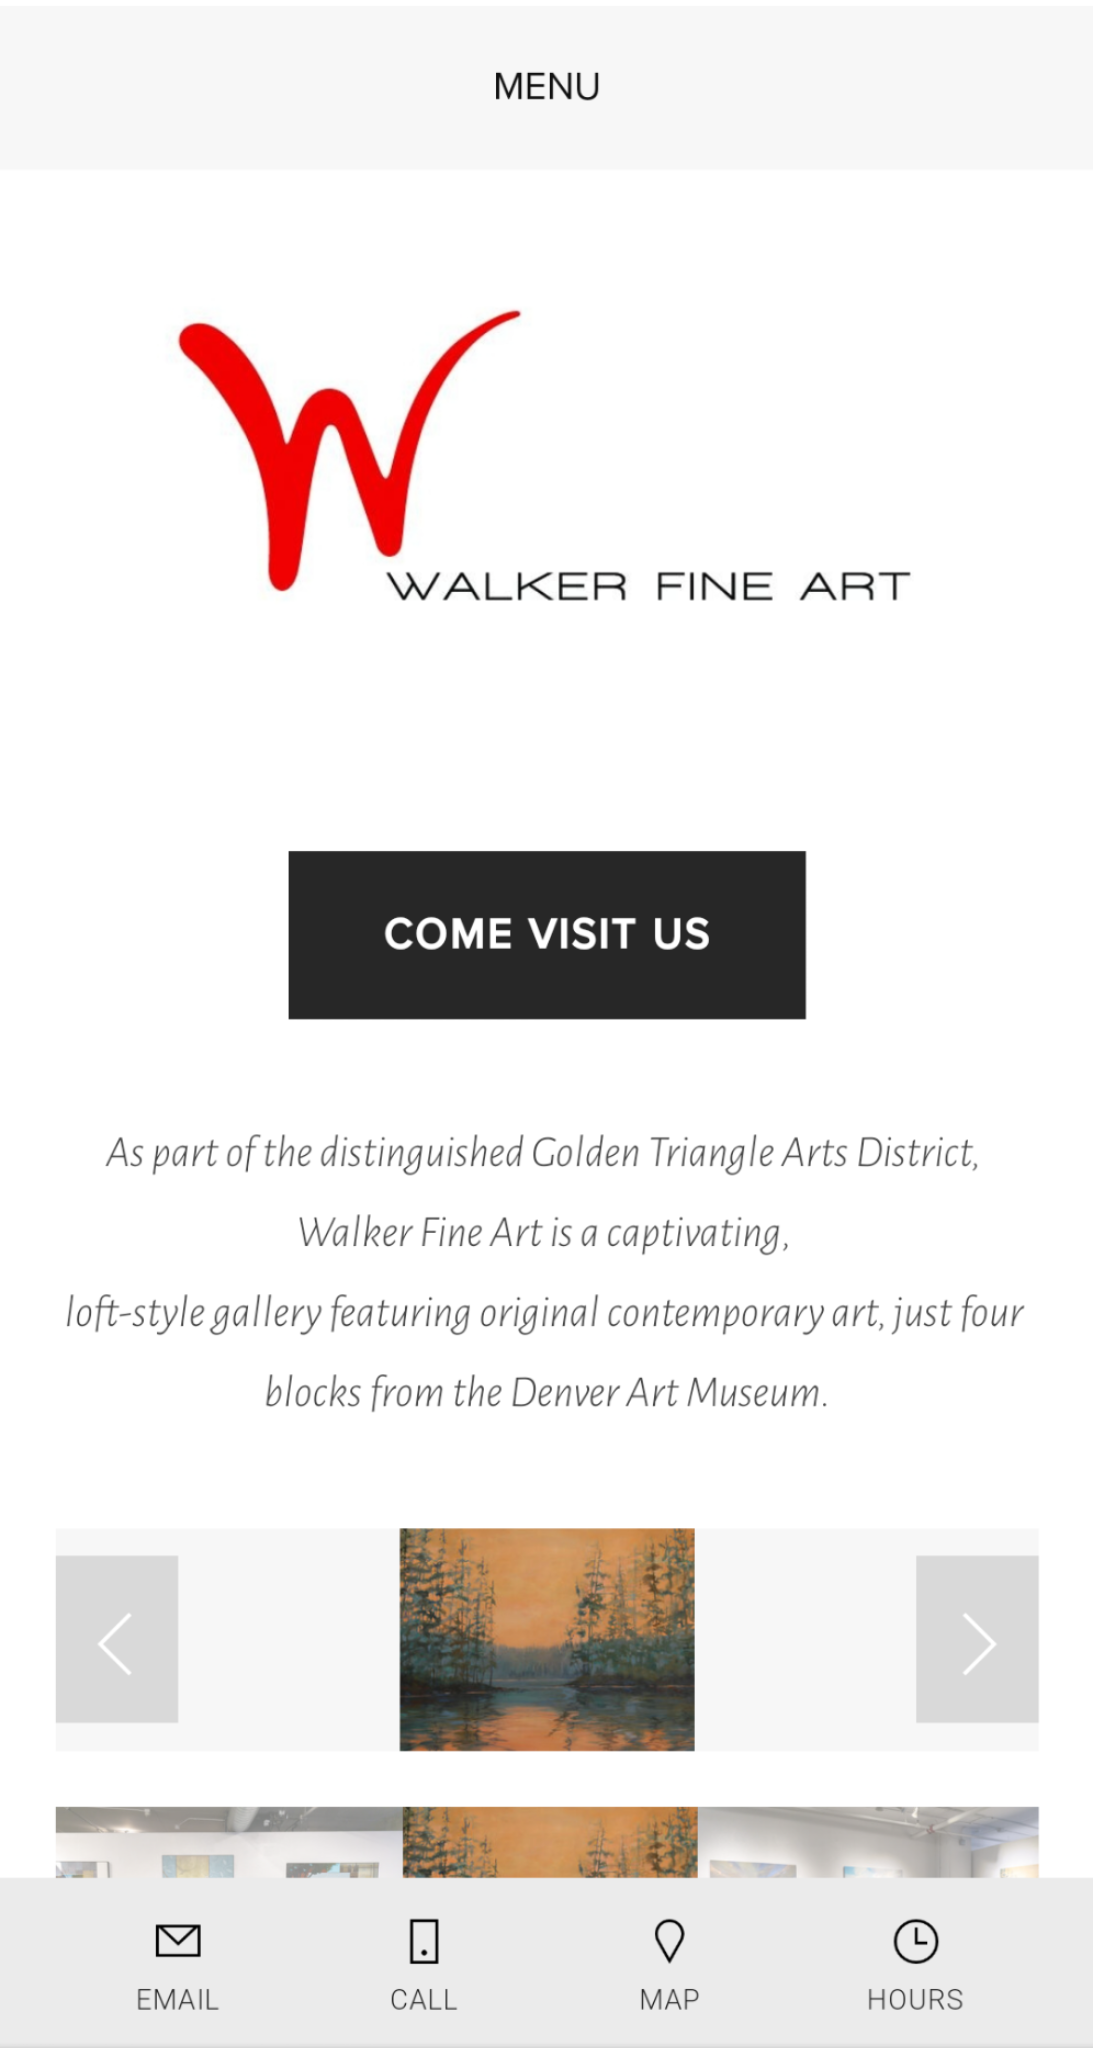 MENU
WALKER FINE ART
COME VISIT US
As part of the distinguished Golden Triangle Arts District,
Walker Fine Art is a captivating,
loft-style gallery featuring original contemporary art, just four
blocks from the Denver Art Museum.
EMAIL
CALL
MAP
HOURS